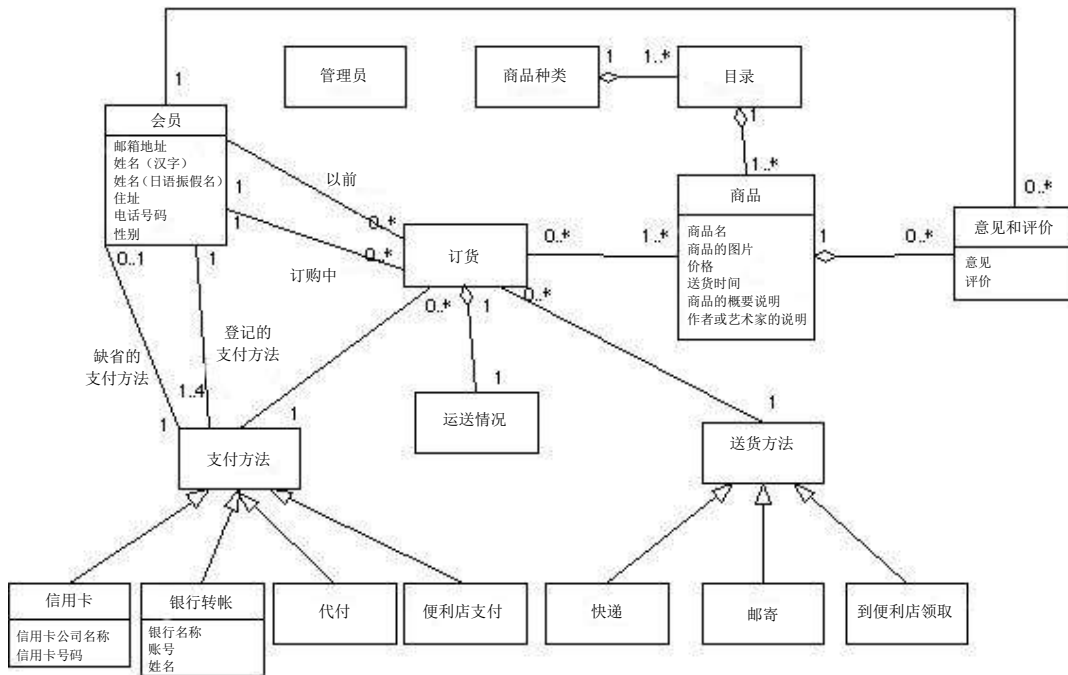 管理员
商品种类
1
1..*
目录
1
1..*
1
会员
邮箱地址
姓名（汉字）
姓名（日语振假名）
住址
电话号码
性别
1
1
以前
0..*
0..*
订购中
订货
0..*
1..*
商品
商品名
商品的图片
价格
送货时间
商品的概要说明
作者或艺术家的说明
1
0..*
0..*
意见和评价
意见
评价
0..1
1
缺省的
支付方法
登记的
支付方法
1
1..4
0..*
1
1
1
运送情况
0..*
1
支付方法
送货方法
信用卡
信用卡公司名称
信用卡号码
银行转帐
银行名称
账号
姓名
代付
便利店支付
快递
邮寄
到便利店领取